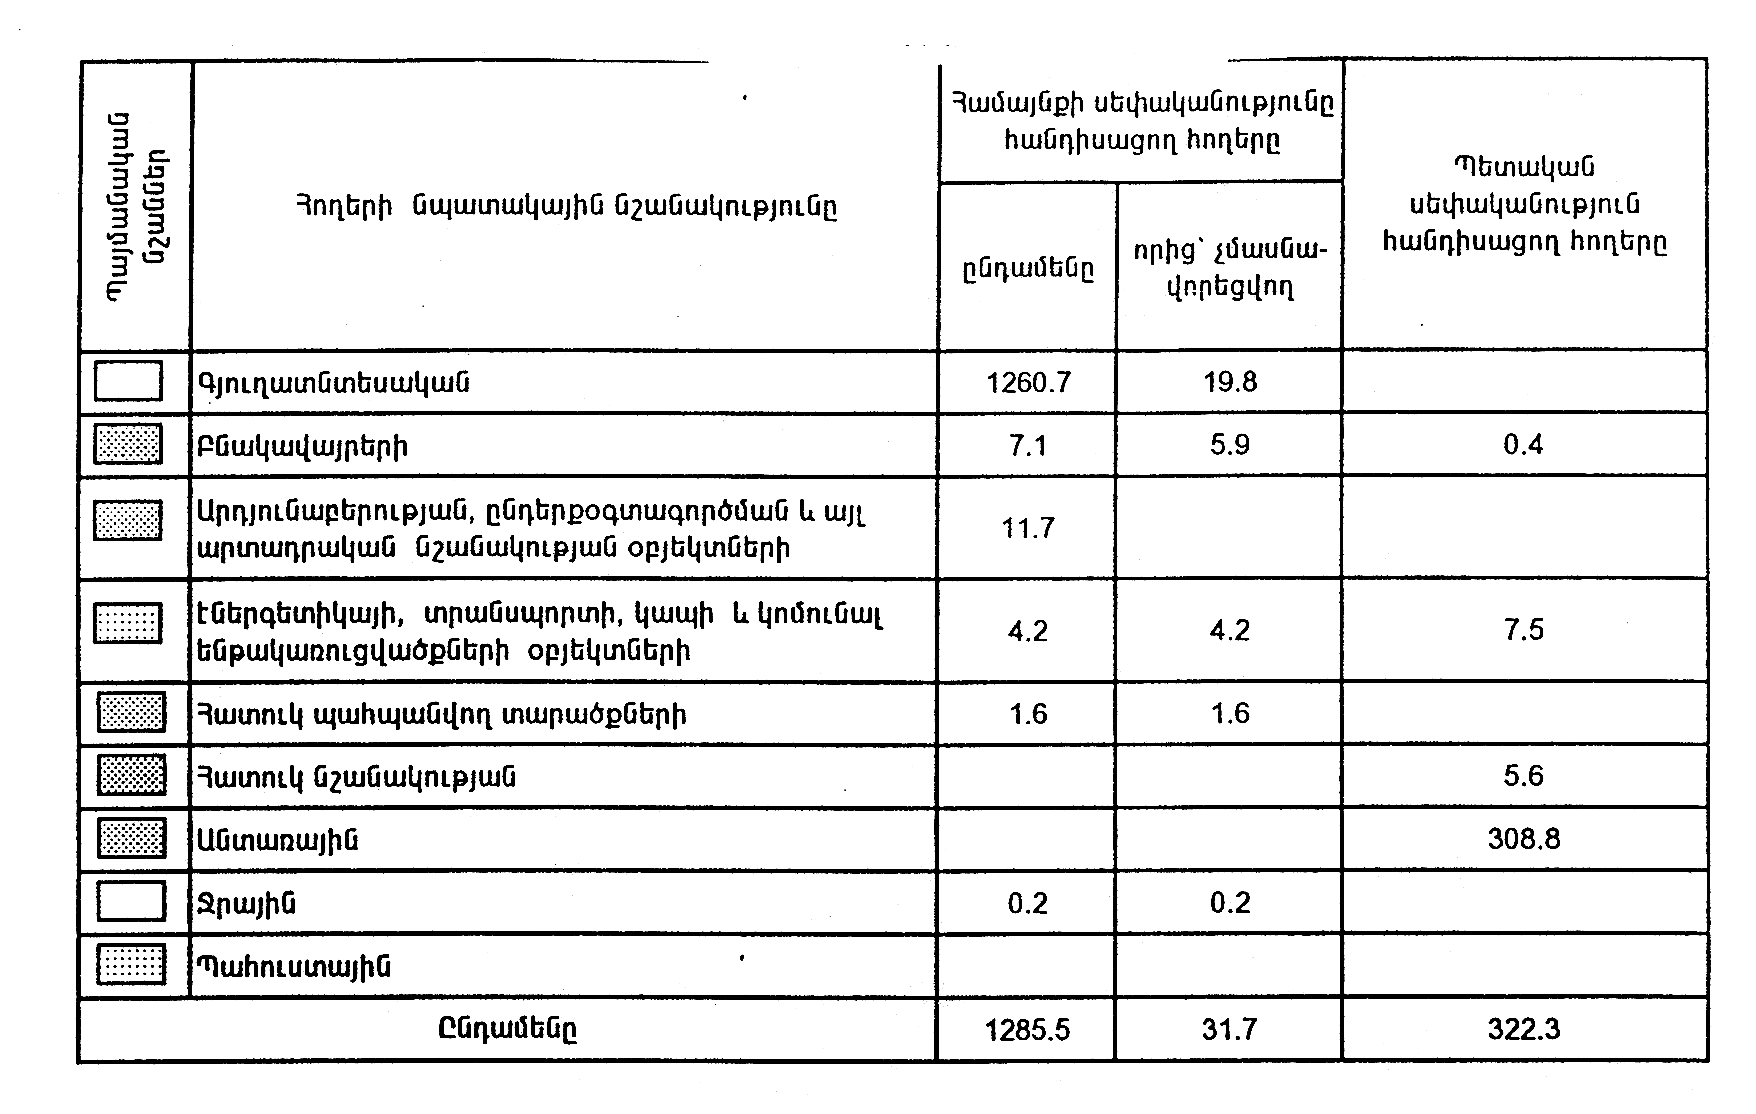 Պայմանական
նշաններ
Հողերի նպատակային նշանակությունը
Համայնքի սեփականությունը
հանդիսացող հողերը
ընդամենը
որից՝ չմասնա-
վորեցվող
Պետական
սեփականություն
հանդիսացող հողերը
Գյուղատնտեսական 1260.7 19.8
Բնակավայրերի 7.1 5.9 0.4
Արդյունաբերության, ընդերքօգտագործման և այլ
արտադրական նշանակության օբյեկտների 11.7
Էներգետիկայի, տրանսպորտի, կապի և կոմունալ
ենթակառուցվածքների օբյեկտների 4.2 4.2 7.5
Հատուկ պահպանվող տարածքների 1.6 1.6
Հատուկ նշանակության 5.6
Անտառային 308.8
Ջրային 0.2 0.2
Պահուստային
Ընդամենը 1285.5 31.7 322.3